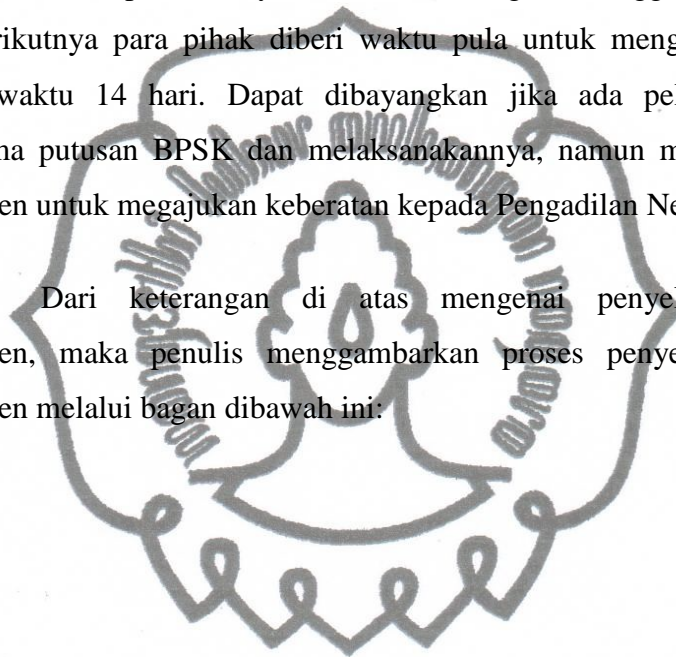 rikutnya para pihak diberi waktu pula untuk meng
waktu 14 hari. Dapat dibayangkan jika ada pel
na putusan BPSK dan melaksanakannya, namun m
en untuk megajukan keberatan kepada Pengadilan Ne
Dari keterangan di atas mengenai penyel
en, maka penulis menggambarkan proses penye
en melalui bagan dibawah ini: